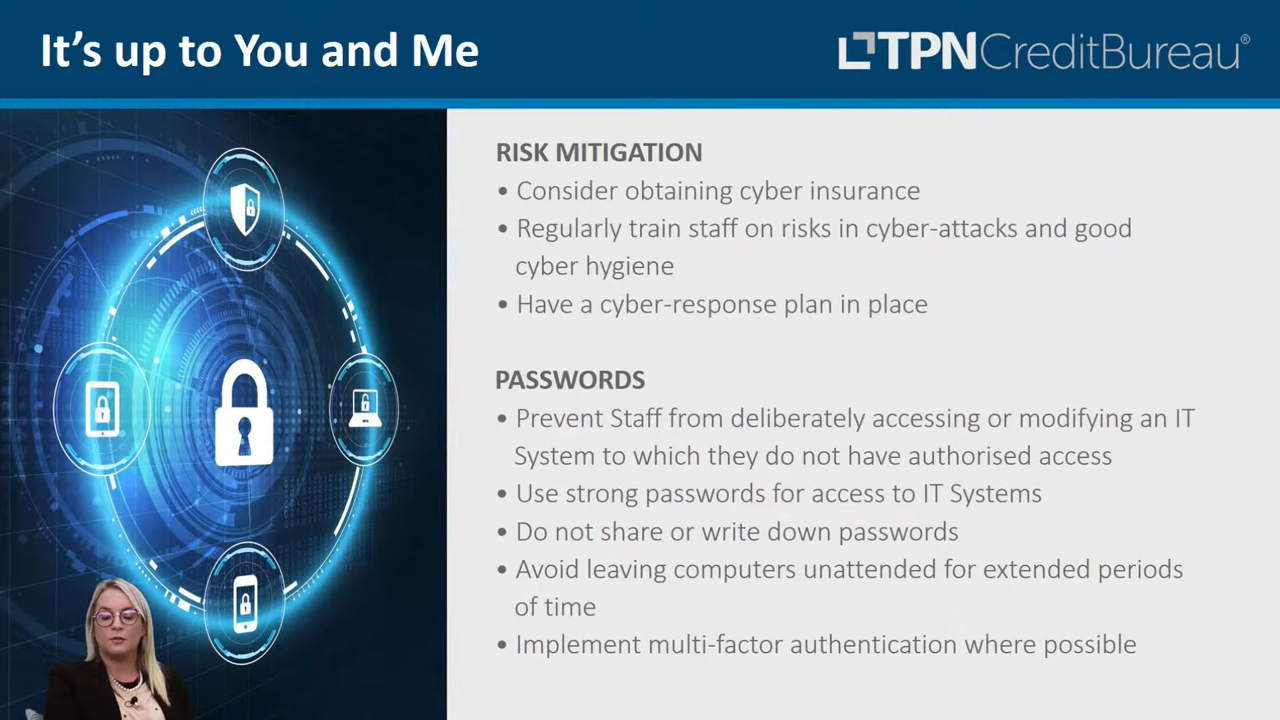 It's up to You and Me
TPNCreditBureau®
RISK MITIGATION
• Consider obtaining cyber insurance
• Regularly train staff on risks in cyber-attacks and good
cyber hygiene
• Have a cyber-response plan in place
PASSWORDS
• Prevent Staff from deliberately accessing or modifying an IT
System to which they do not have authorised access
• Use strong passwords for access to IT Systems
• Do not share or write down passwords
• Avoid leaving computers unattended for extended periods
of time
• Implement multi-factor authentication where possible